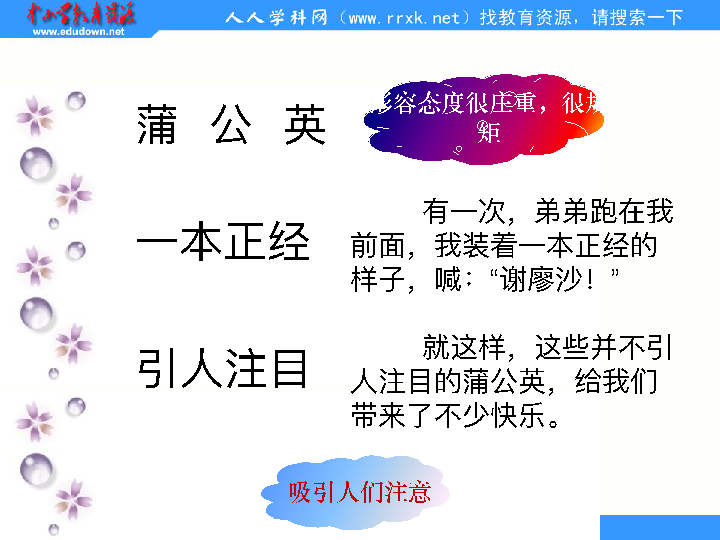 中小学教育资源
www.edudown.net
人人学科网（www.rrxk.net）找教育资源，请搜索一下
蒲 公 英
形容态度很庄重，很规
矩
一本正经
有一次，弟弟跑在我
前面，我装着一本正经的
样子，喊：“谢廖沙！”
引人注目
就这样，这些并不引
人注目的蒲公英，给我们
带来了不少快乐。
吸引人们注意